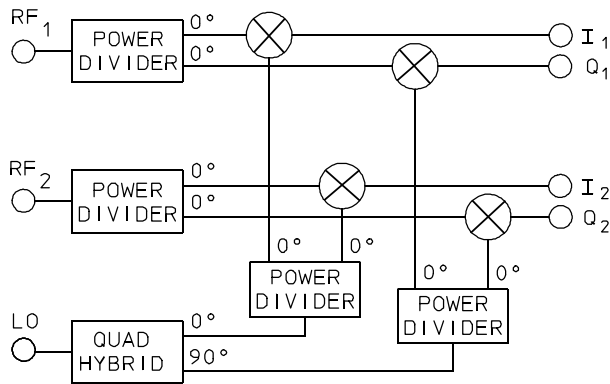 RF1
POWER DIVIDER
0°
0°
I1
Q1
RF2
POWER DIVIDER
0°
0°
I2
Q2
0°
0°
POWER DIVIDER
0°
0°
POWER DIVIDER
LO
QUAD HYBRID
0°
90°